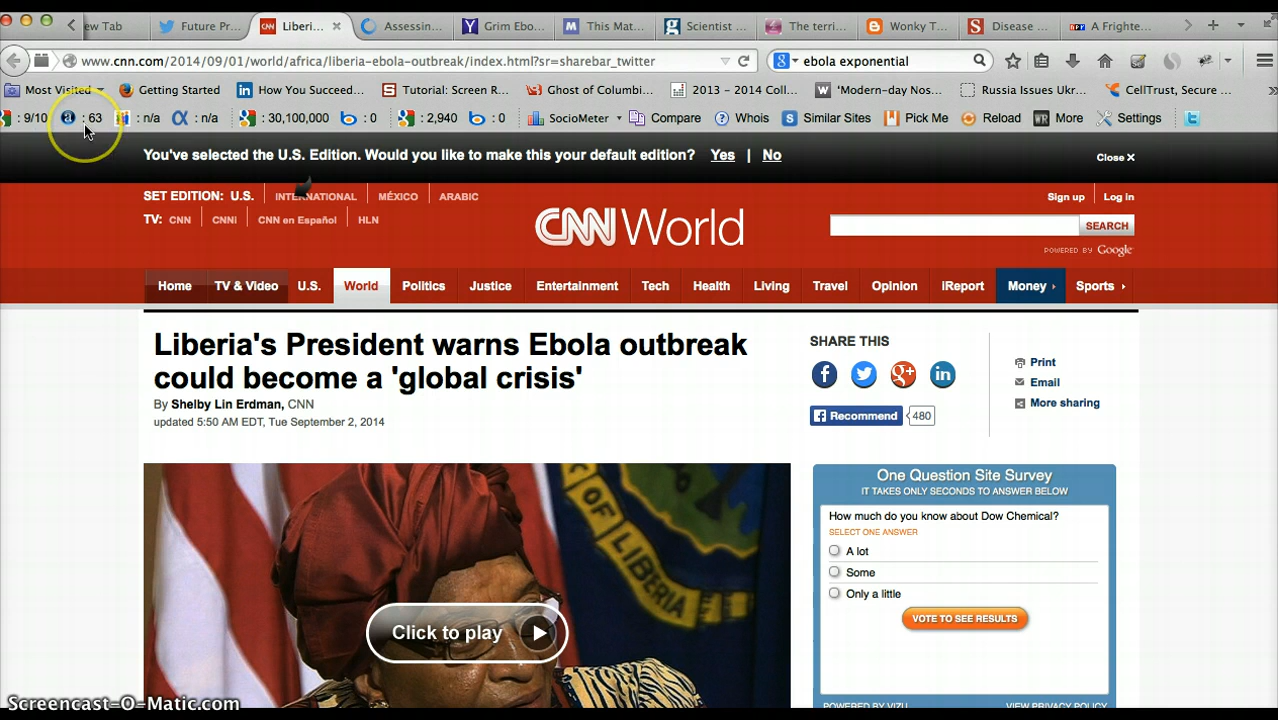 ew Tab
Future Pr...
CNN
Liberi...
Assessin...
Grim Ebo...
This Mat...
Scientist ...
The terri...
Wonky T...
Disease ...
A Frighte...
www.cnn.com/2014/09/01/world/africa/liberia-ebola-outbreak/index.html?sr=sharebar_twitter
ebola exponential
Most Visited
Getting Started
How You Succeed...
Tutorial: Screen R...
Ghost of Columbi...
2013 - 2014 Coll...
'Modern-day Nos...
Russia Issues Ukr...
CellTrust, Secure ...
: 9/10
: 63
: n/a
: n/a
: 30,100,000
: 0
: 2,940
: 0
SocioMeter
Compare
Whois
Similar Sites
Pick Me
Reload
WR More
Settings
You've selected the U.S. Edition. Would you like to make this your default edition? Yes | No
Close X
SET EDITION: U.S.
INTERNATIONAL
MÉXICO
ARABIC
TV: CNN
CNNi
CNN en Español
HLN
CNN World
Sign up
Log in
SEARCH
POWERED BY Google
Home
TV & Video
U.S.
World
Politics
Justice
Entertainment
Tech
Health
Living
Travel
Opinion
iReport
Money
Sports
Liberia's President warns Ebola outbreak
could become a 'global crisis'
By Shelby Lin Erdman, CNN
updated 5:50 AM EDT, Tue September 2, 2014
SHARE THIS
Recommend
480
Print
Email
More sharing
OF LIBERIA
Click to play
One Question Site Survey
IT TAKES ONLY SECONDS TO ANSWER BELOW
How much do you know about Dow Chemical?
SELECT ONE ANSWER
A lot
Some
Only a little
VOTE TO SEE RESULTS
POWERED BY VIZU
VIEW PRIVACY POLICY
Screencast-O-Matic.com